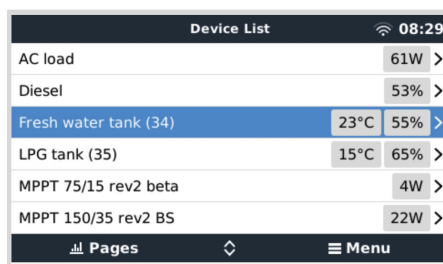 Device List 08:29
AC load 61W
Diesel 53%
Fresh water tank (34) 23°C 55%
LPG tank (35) 15°C 65%
MPPT 75/15 rev2 beta 4W
MPPT 150/35 rev2 BS 22W
Pages Menu